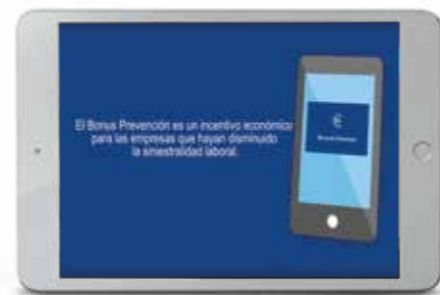 El Bonus Prevención es un incentivo económico
para las empresas que hayan disminuido
la siniestralidad laboral.
€